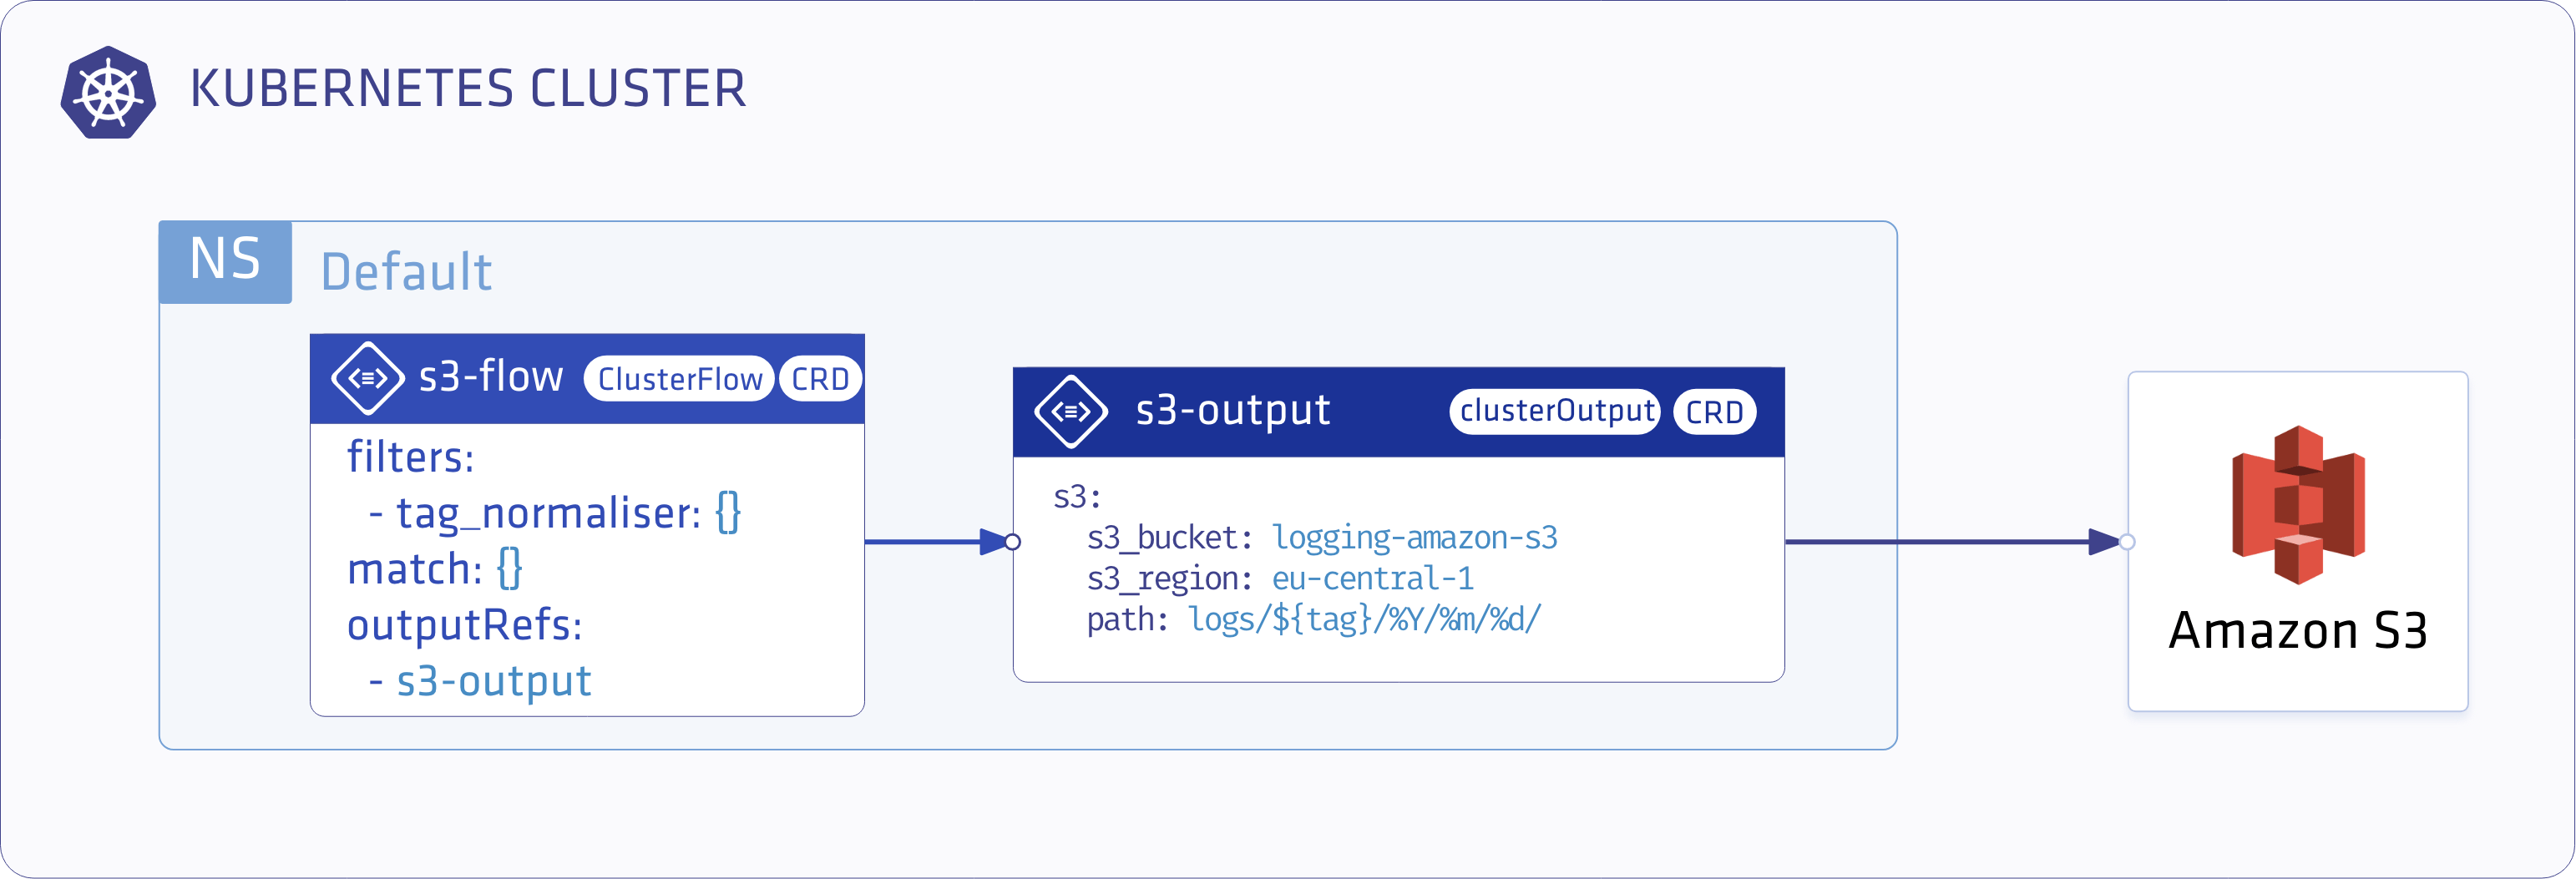 KUBERNETES CLUSTER
NS
Default
s3-flow ClusterFlow CRD
filters:
- tag_normaliser: {}
match: {}
outputRefs:
- s3-output
s3-output clusterOutput CRD
s3:
s3_bucket: logging-amazon-s3
s3_region: eu-central-1
path: logs/${tag}/%Y/%m/%d/
Amazon S3